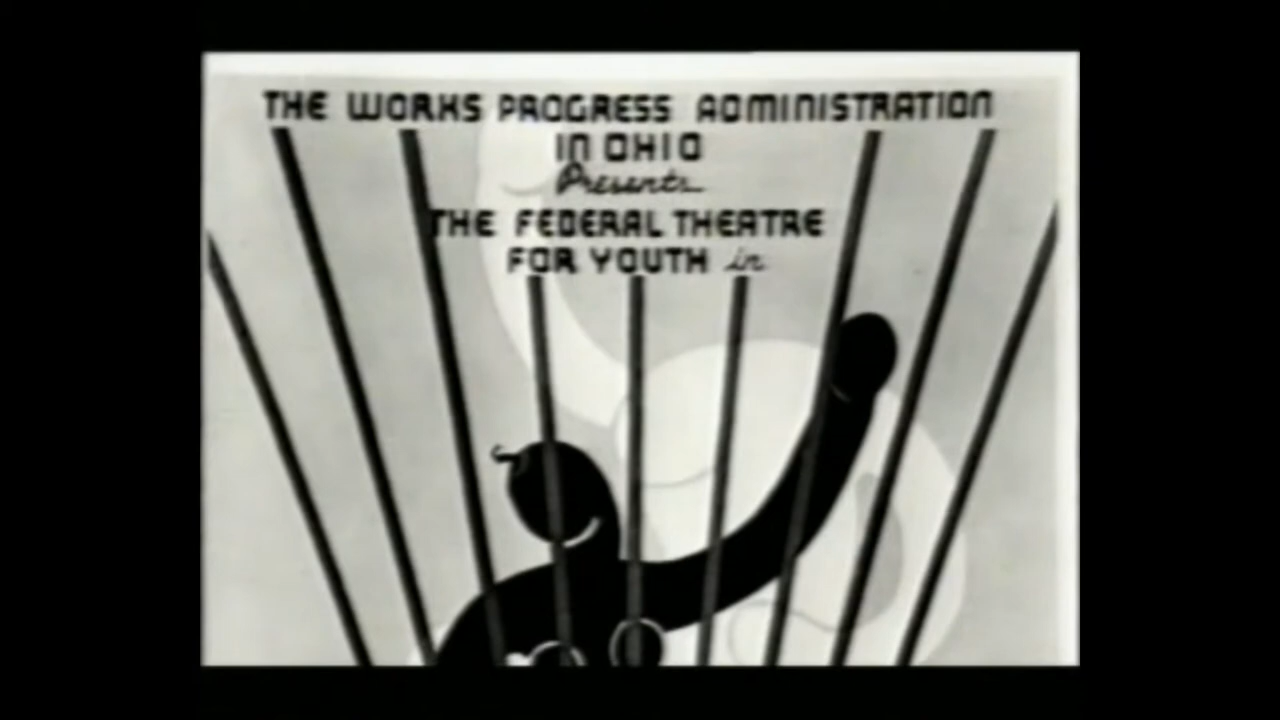 THE WORKS PROGRESS ADMINISTRATION
IN OHIO
Presents
THE FEDERAL THEATRE
FOR YOUTH in